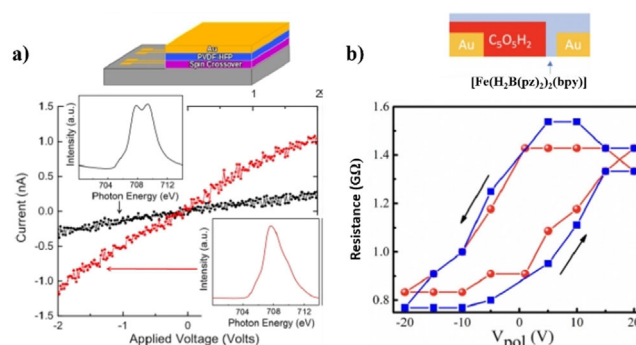 a)
Au
PVDF-HFP
Spin Crossover
1
2
1.5
1.0
0.5
0.0
-0.5
-1.0
-1.5
Current (nA)
Intensity (a.u.)
704 708 712
Photon Energy (eV)
Intensity (a.u.)
704 708 712
Photon Energy (eV)
-2 -1 0
Applied Voltage (Volts)
b)
Au
C₅O₅H₂
Au
[Fe(H₂B(pz)₂)₂(bpy)]
1.6
1.4
1.2
1.0
0.8
Resistance (GΩ)
-20 -10 0 10 20
Vpol (V)